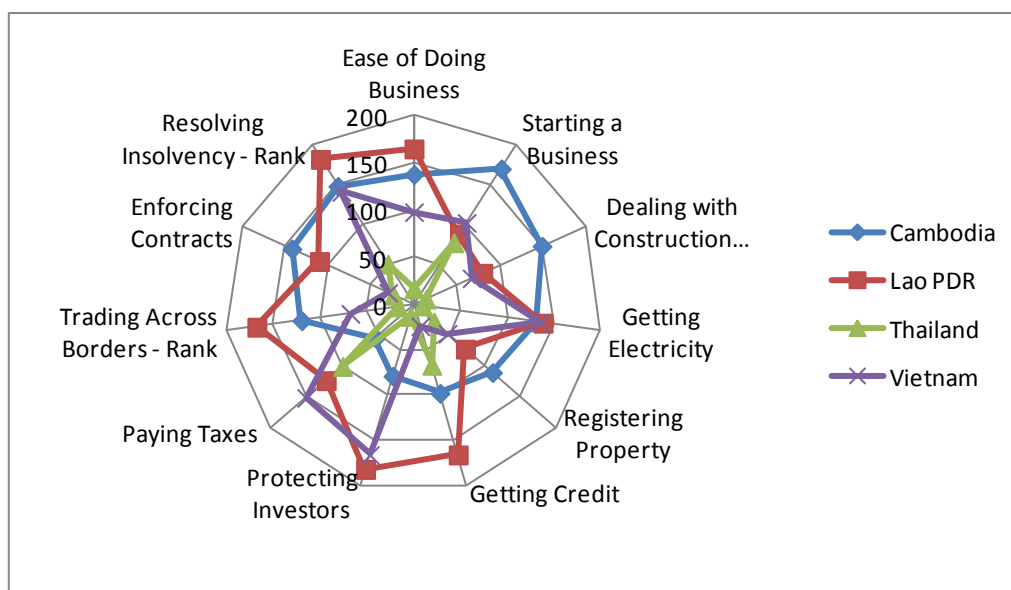 Ease of Doing
Business
Starting a
Business
Dealing with
Construction...
Getting
Electricity
Registering
Property
Getting Credit
Protecting
Investors
Paying Taxes
Trading Across
Borders - Rank
Enforcing
Contracts
Resolving
Insolvency - Rank
200
150
100
50
0
Cambodia
Lao PDR
Thailand
Vietnam